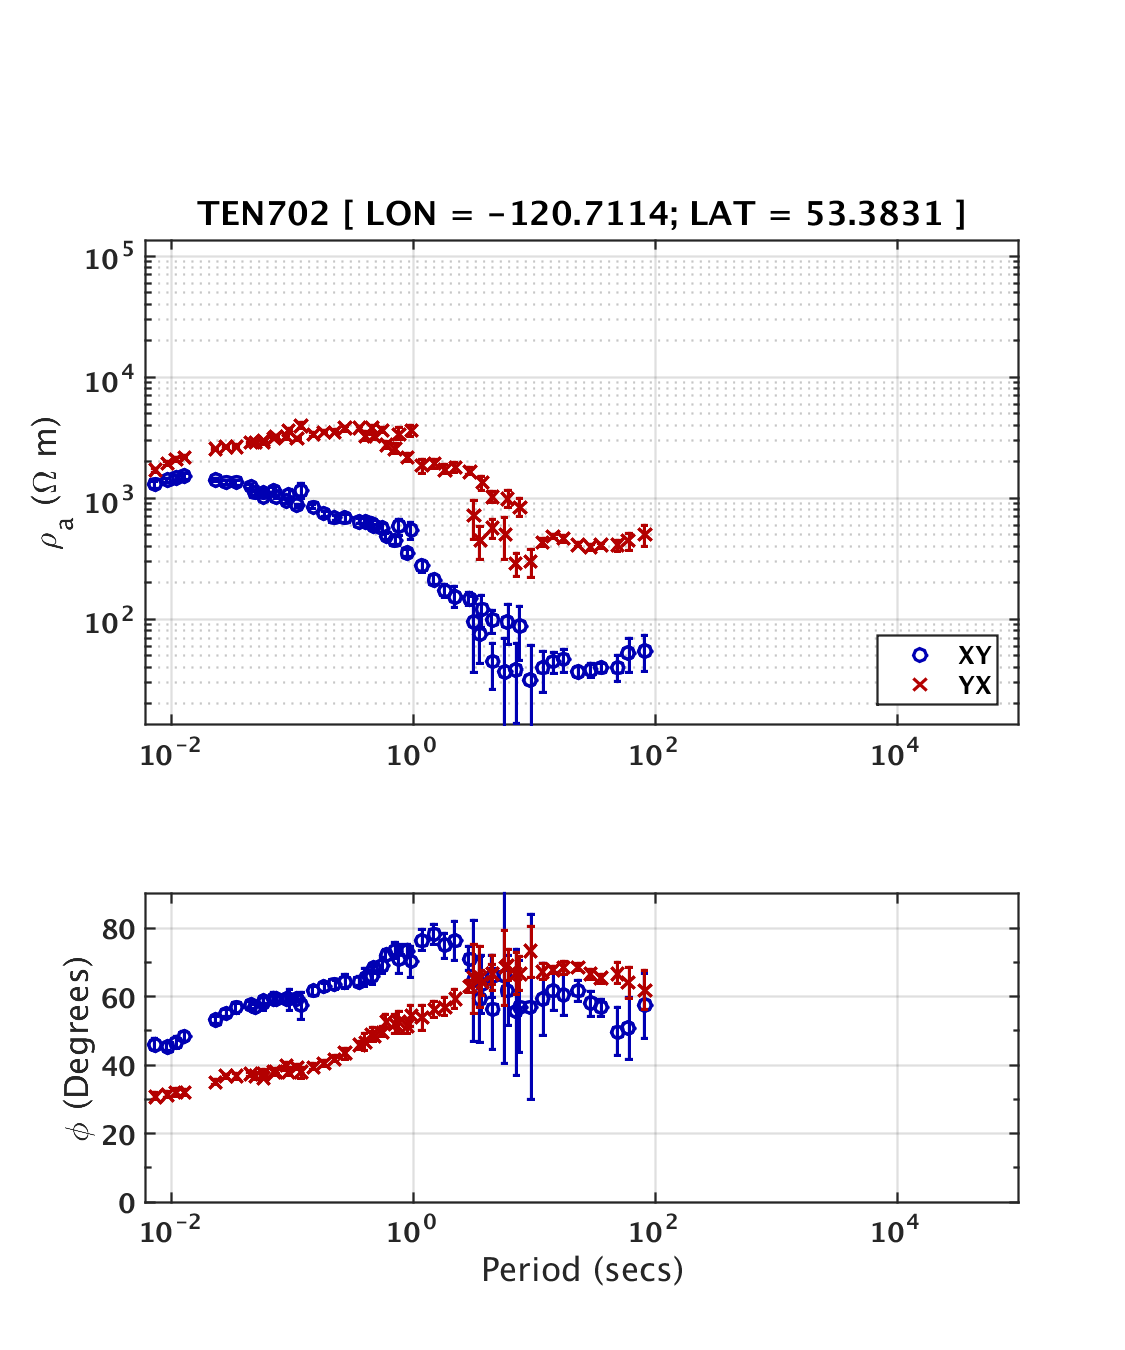 TEN702 [ LON = -120.7114; LAT = 53.3831 ]
10^5
10^4
10^3
10^2
ρ_a (Ω m)
XY
YX
10^-2 10^0 10^2 10^4
80
60
40
20
0
ϕ (Degrees)
10^-2 10^0 10^2 10^4
Period (secs)